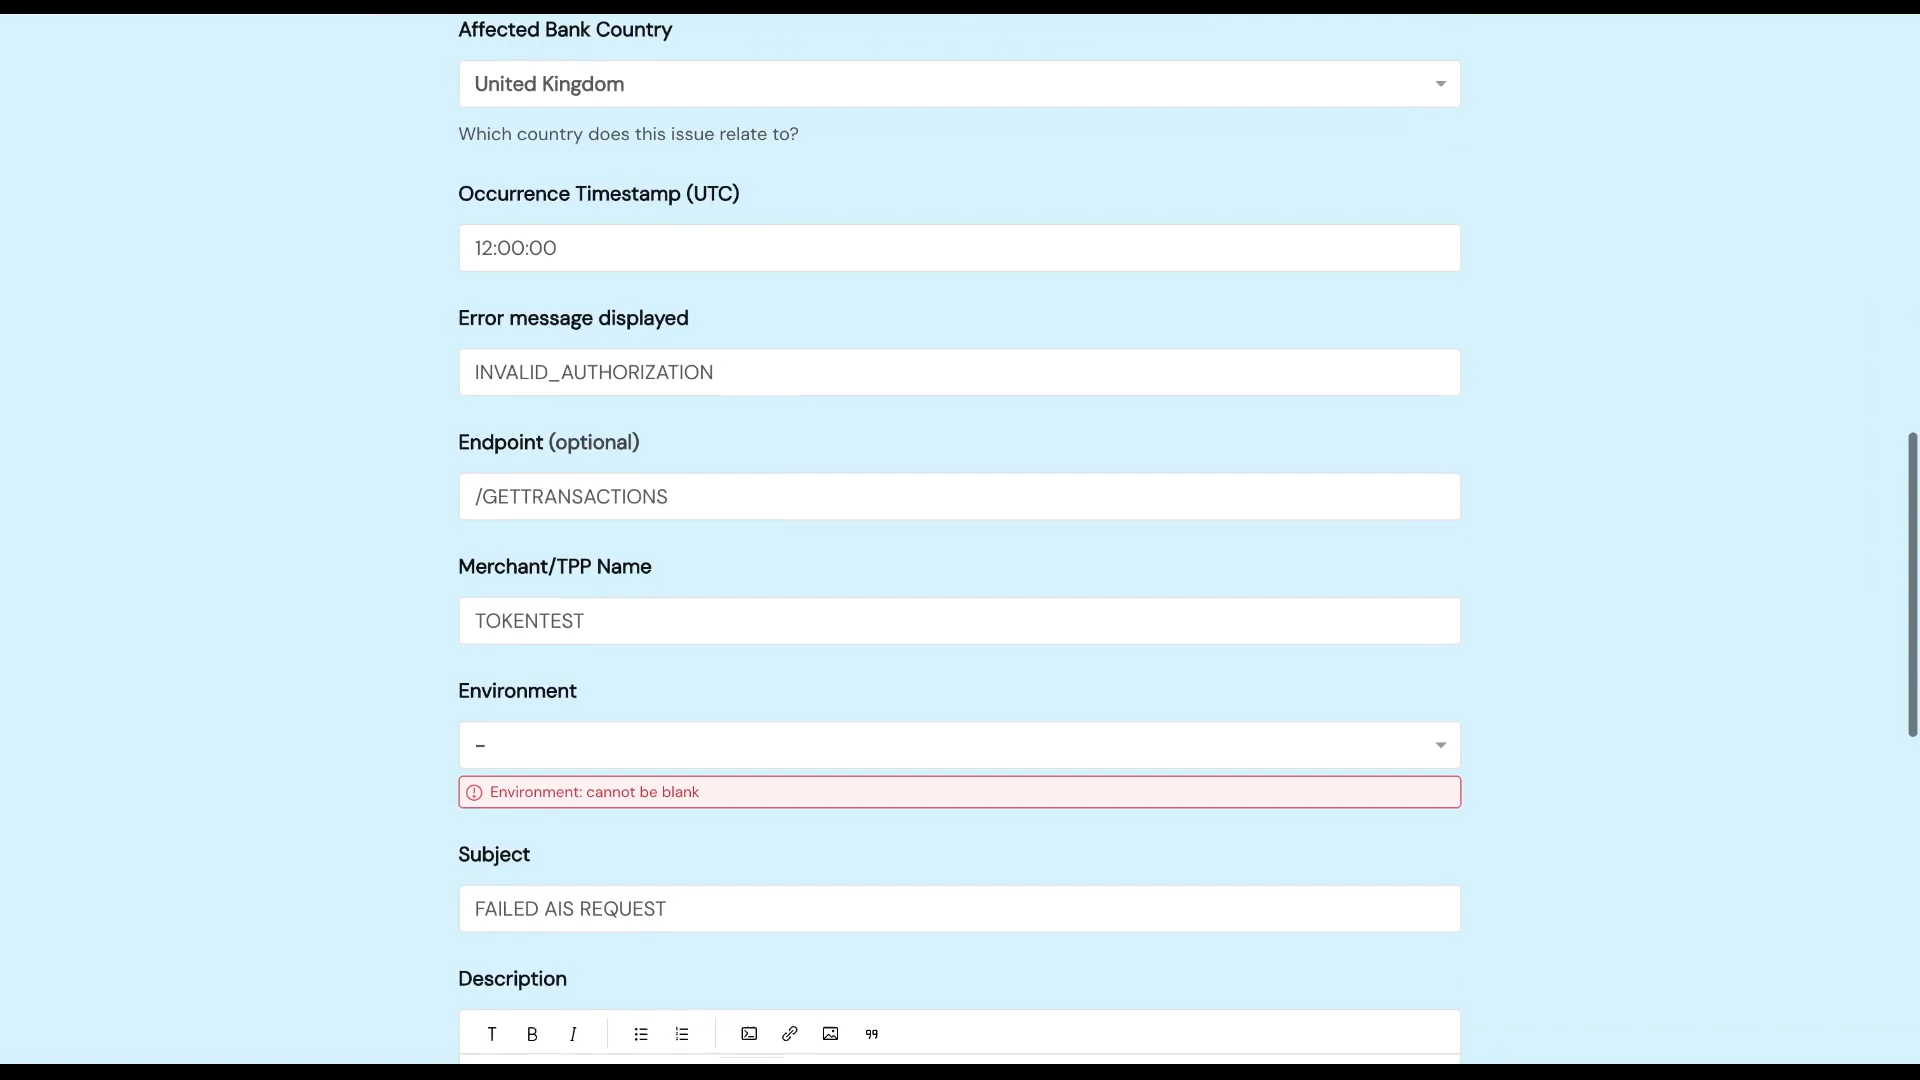 Affected Bank Country
United Kingdom
Which country does this issue relate to?
Occurrence Timestamp (UTC)
12:00:00
Error message displayed
INVALID_AUTHORIZATION
Endpoint (optional)
/GETTRANSACTIONS
Merchant/TPP Name
TOKENTEST
Environment
-
Environment: cannot be blank
Subject
FAILED AIS REQUEST
Description
T B I